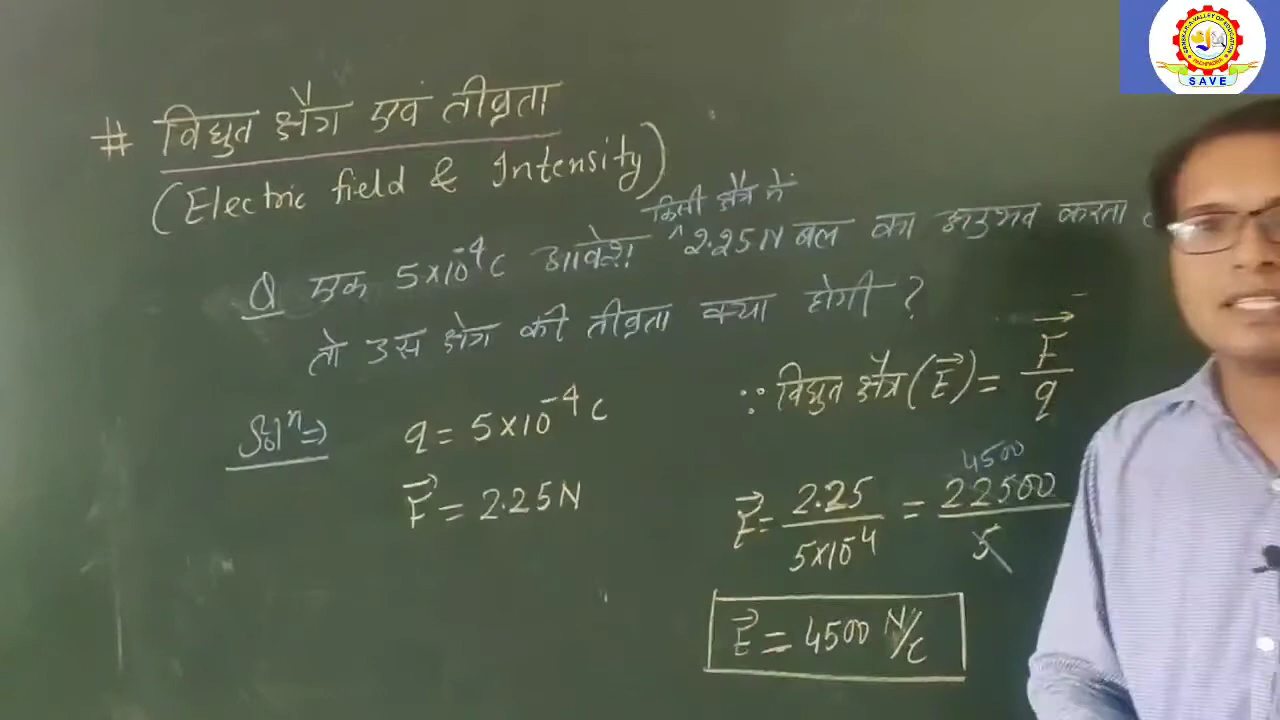 # विद्युत क्षेत्र एवं तीव्रता
(Electric field & Intensity)
किसी क्षेत्र में
Q एक 5×10⁻⁴C आवेश ^ 2.25N बल का अनुभव करता
तो उस क्षेत्र की तीव्रता क्या होगी ?
Solⁿ⇒
q = 5×10⁻⁴ C
F⃗ = 2.25N
∵ विद्युत क्षेत्र (E⃗) = F⃗/q
E⃗ = 2.25/5×10⁻⁴ = 22500/5
4500
E⃗ = 4500 N/C
SAVE